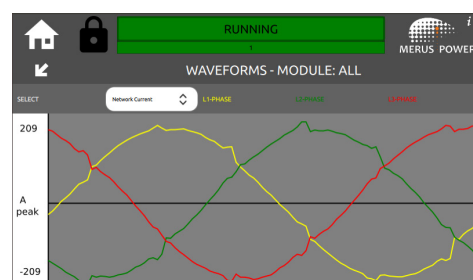 RUNNING
1
i
MERUS POWER
WAVEFORMS - MODULE: ALL
SELECT
Network Current
L1-PHASE
L2-PHASE
L3-PHASE
209
A
peak
-209